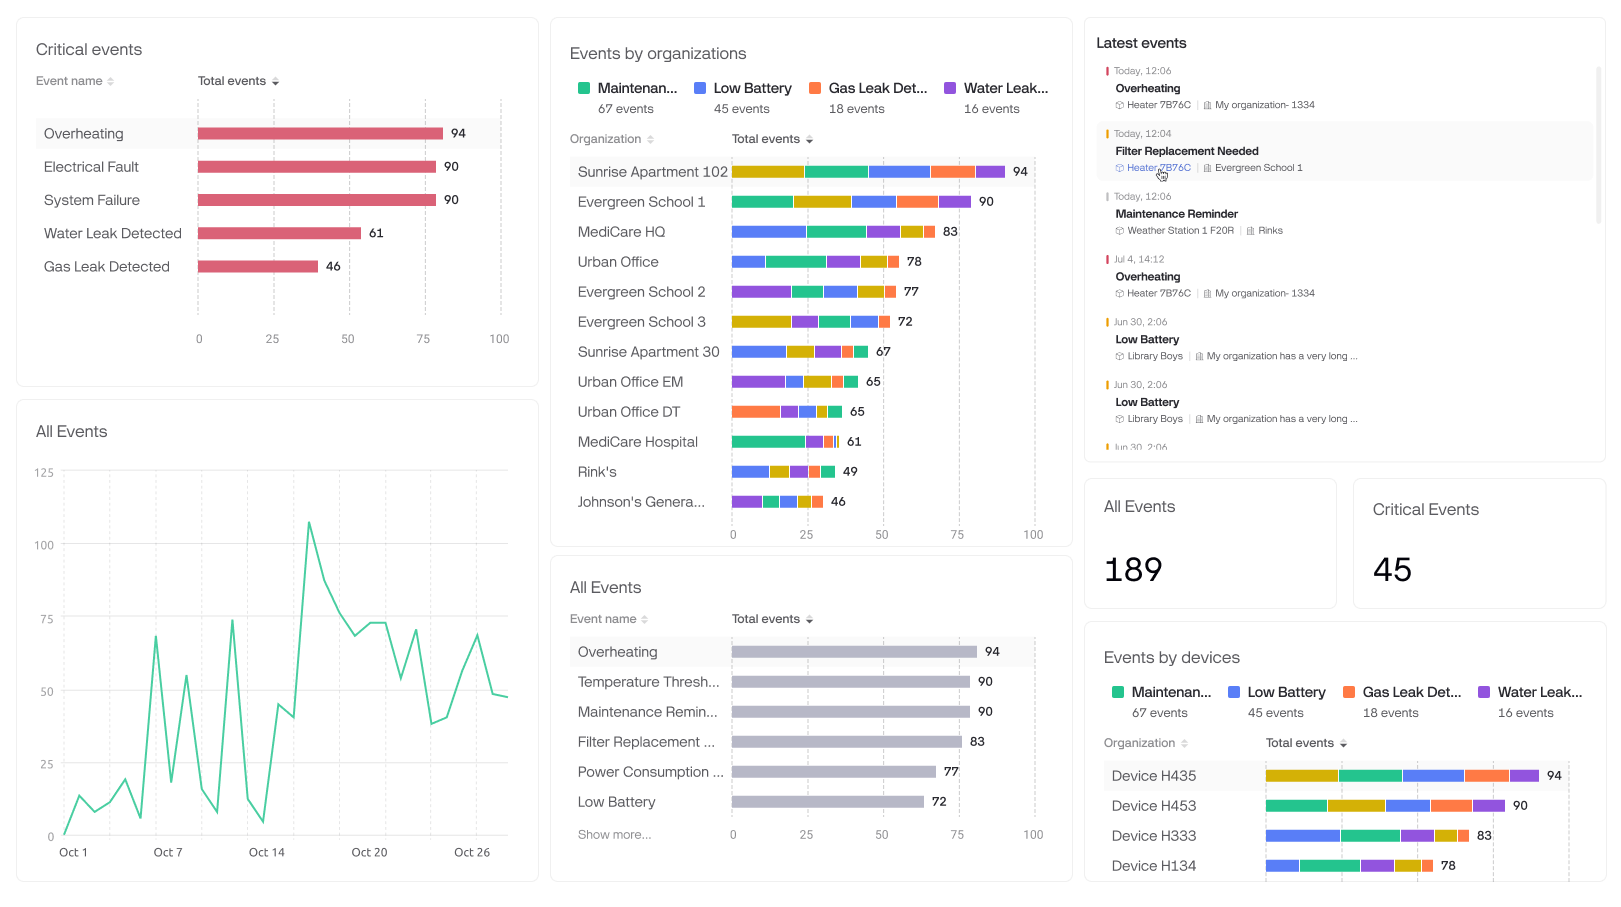 Critical events
Event name
Total events
Overheating 94
Electrical Fault 90
System Failure 90
Water Leak Detected 61
Gas Leak Detected 46
0 25 50 75 100
All Events
125
100
75
50
25
0
Oct 1 Oct 7 Oct 14 Oct 20 Oct 26
Events by organizations
Maintenan... Low Battery Gas Leak Det... Water Leak...
67 events 45 events 18 events 16 events
Organization Total events
Sunrise Apartment 102 94
Evergreen School 1 90
MediCare HQ 83
Urban Office 78
Evergreen School 2 77
Evergreen School 3 72
Sunrise Apartment 30 67
Urban Office EM 65
Urban Office DT 65
MediCare Hospital 61
Rink's 49
Johnson's Genera... 46
0 25 50 75 100
All Events
Event name Total events
Overheating 94
Temperature Thresh... 90
Maintenance Remin... 90
Filter Replacement ... 83
Power Consumption ... 77
Low Battery 72
Show more... 0 25 50 75 100
Latest events
Today, 12:06
Overheating
Heater 7B76C My organization- 1334
Today, 12:04
Filter Replacement Needed
Heater 7B76C Evergreen School 1
Today, 12:06
Maintenance Reminder
Weather Station 1 F20R Rinks
Jul 4, 14:12
Overheating
Heater 7B76C My organization- 1334
Jun 30, 2:06
Low Battery
Library Boys My organization has a very long ...
Jun 30, 2:06
Low Battery
Library Boys My organization has a very long ...
Jun 30, 2:06
All Events
189
Critical Events
45
Events by devices
Maintenan... Low Battery Gas Leak Det... Water Leak...
67 events 45 events 18 events 16 events
Organization Total events
Device H435 94
Device H453 90
Device H333 83
Device H134 78